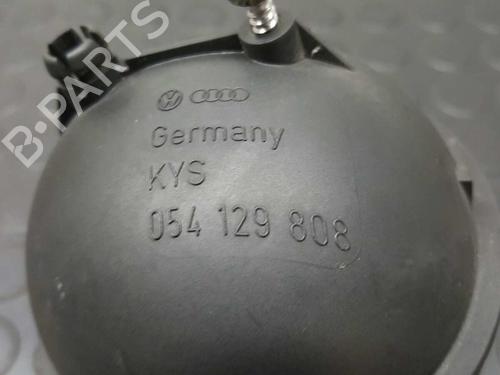 B-PARTS
Germany
KYS
054 129 808